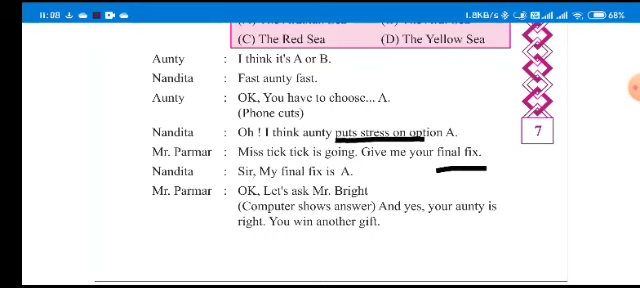 11:08 1.8KB/s 68%
(C) The Red Sea (D) The Yellow Sea
Aunty : I think it's A or B.
Nandita : Fast aunty fast.
Aunty : OK, You have to choose... A.
(Phone cuts)
Nandita : Oh ! I think aunty puts stress on option A.
7
Mr. Parmar : Miss tick tick is going. Give me your final fix.
Nandita : Sir, My final fix is A.
Mr. Parmar : OK, Let's ask Mr. Bright
(Computer shows answer) And yes, your aunty is
right. You win another gift.